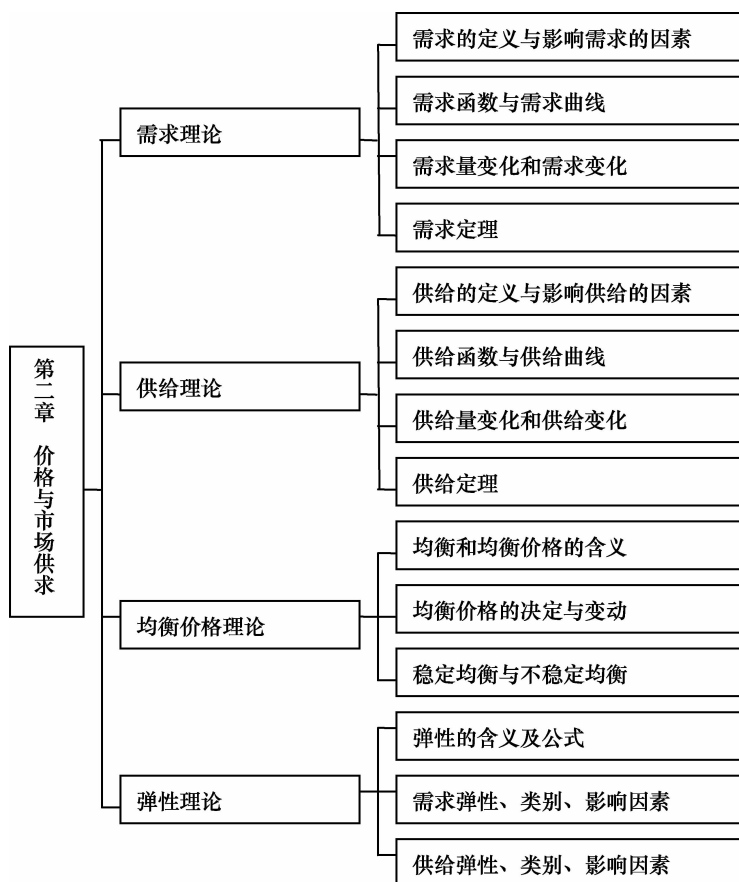 第二章　价格与市场供求
需求理论
需求的定义与影响需求的因素
需求函数与需求曲线
需求量变化和需求变化
需求定理
供给理论
供给的定义与影响供给的因素
供给函数与供给曲线
供给量变化和供给变化
供给定理
均衡价格理论
均衡和均衡价格的含义
均衡价格的决定与变动
稳定均衡与不稳定均衡
弹性理论
弹性的含义及公式
需求弹性、类别、影响因素
供给弹性、类别、影响因素